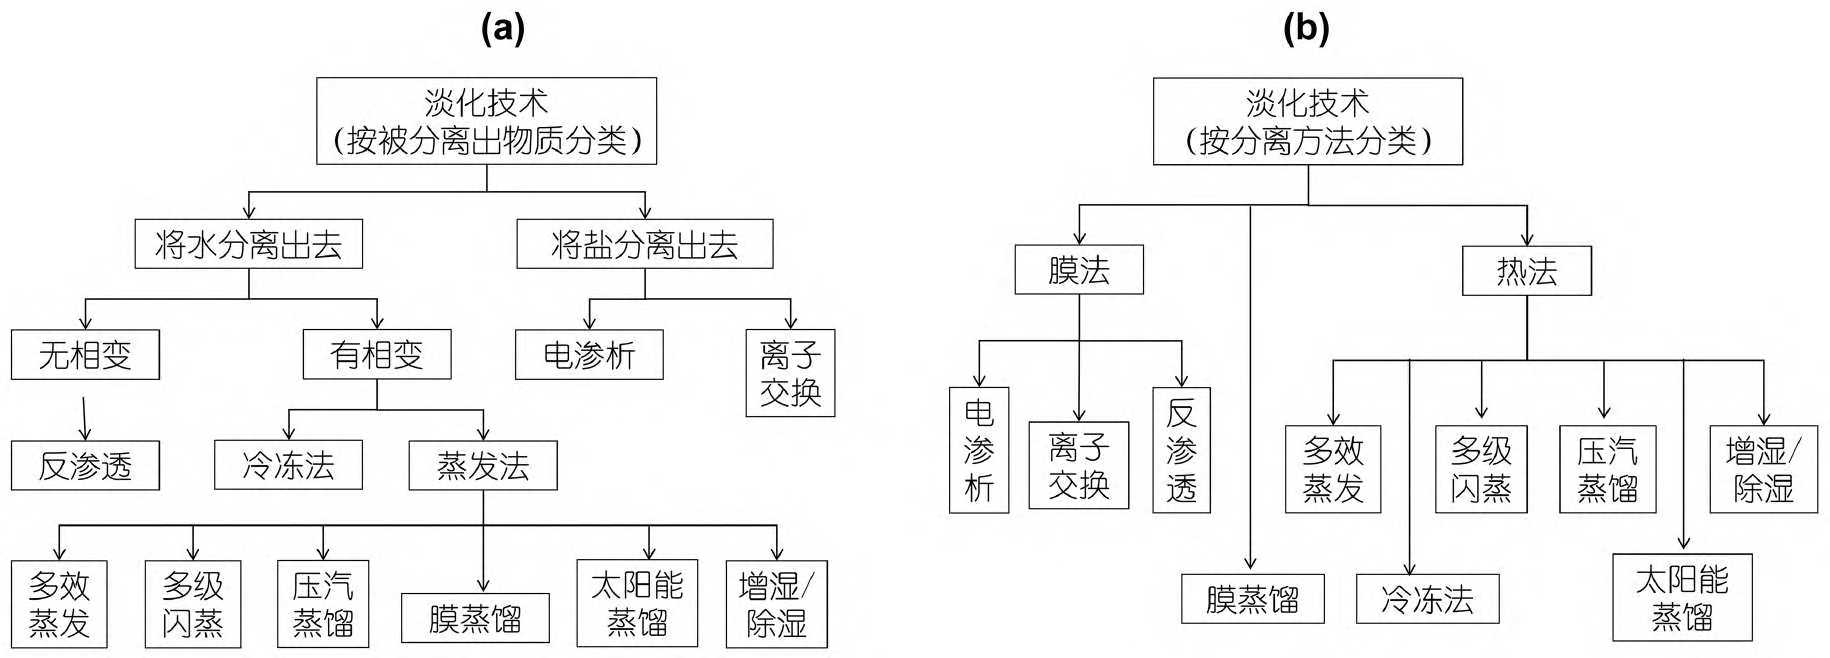 (a)
淡化技术
(按被分离出物质分类)
将水分离出去
将盐分离出去
无相变
有相变
电渗析
离子
交换
反渗透
冷冻法
蒸发法
多效
蒸发
多级
闪蒸
压汽
蒸馏
膜蒸馏
太阳能
蒸馏
增湿/
除湿
(b)
淡化技术
(按分离方法分类)
膜法
热法
电
渗
析
离子
交换
反
渗
透
多效
蒸发
多级
闪蒸
压汽
蒸馏
增湿/
除湿
膜蒸馏
冷冻法
太阳能
蒸馏